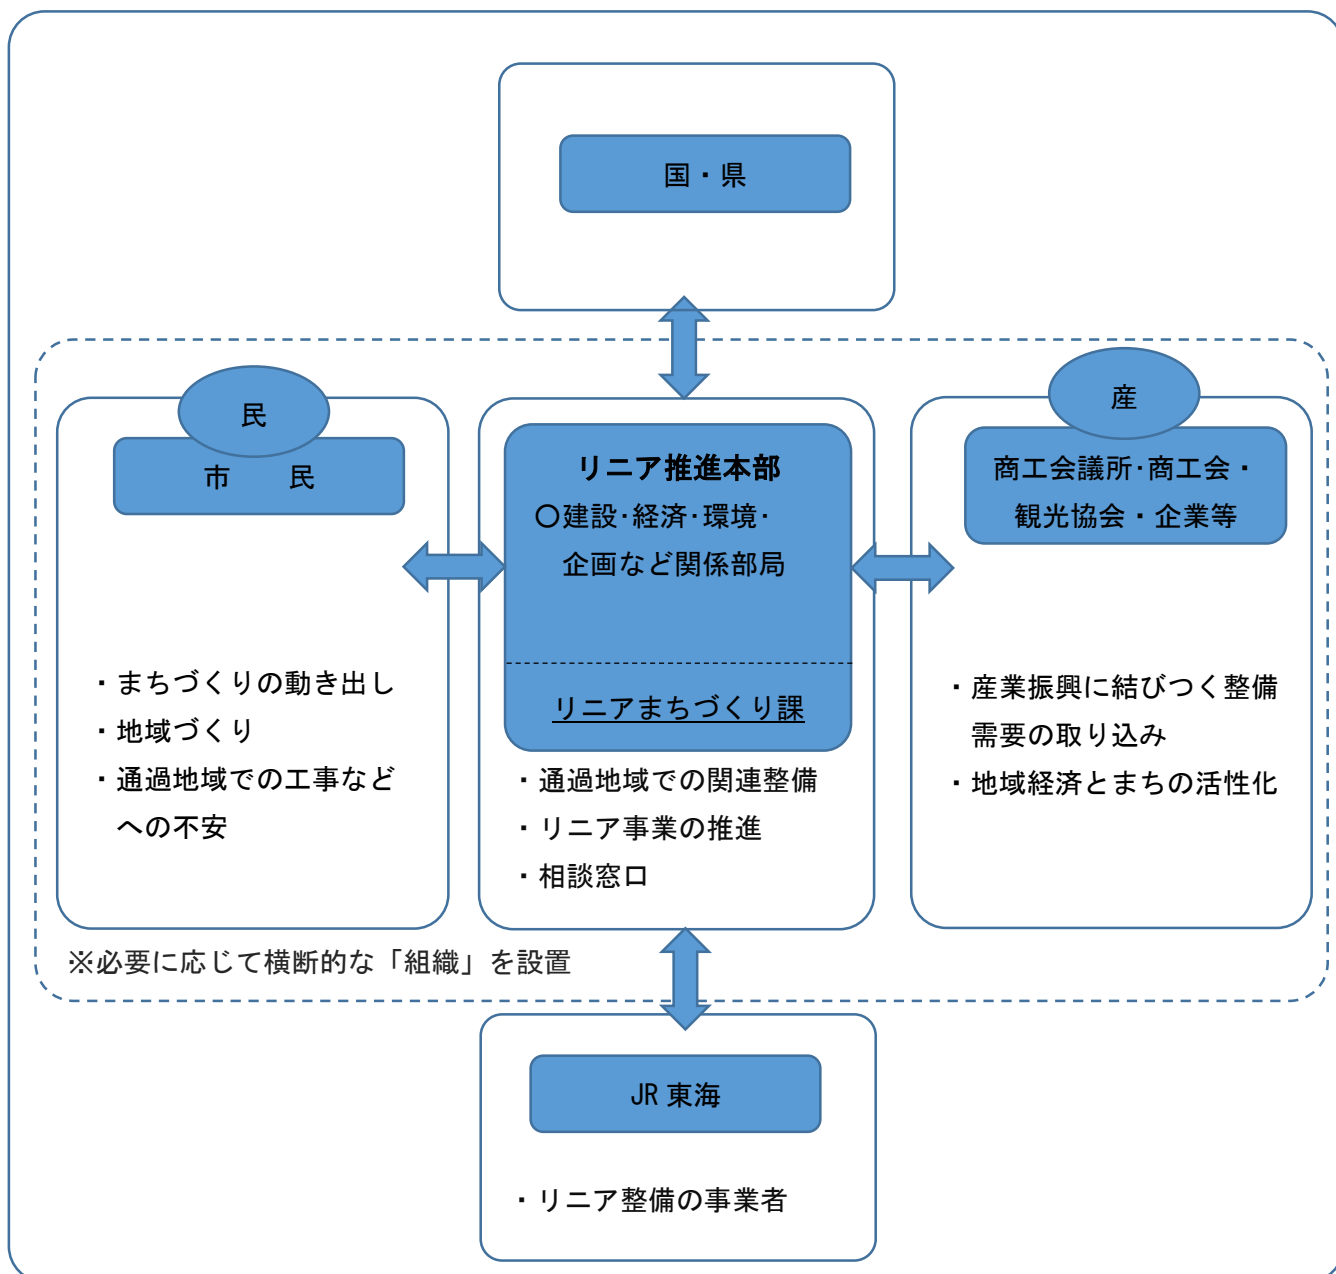 国・県
民
市　　民
・まちづくりの動き出し
・地域づくり
・通過地域での工事など
への不安
リニア推進本部
〇建設･経済･環境･
企画など関係部局
リニアまちづくり課
・通過地域での関連整備
・リニア事業の推進
・相談窓口
産
商工会議所･商工会・
観光協会・企業等
・産業振興に結びつく整備
需要の取り込み
・地域経済とまちの活性化
※必要に応じて横断的な「組織」を設置
JR東海
・リニア整備の事業者